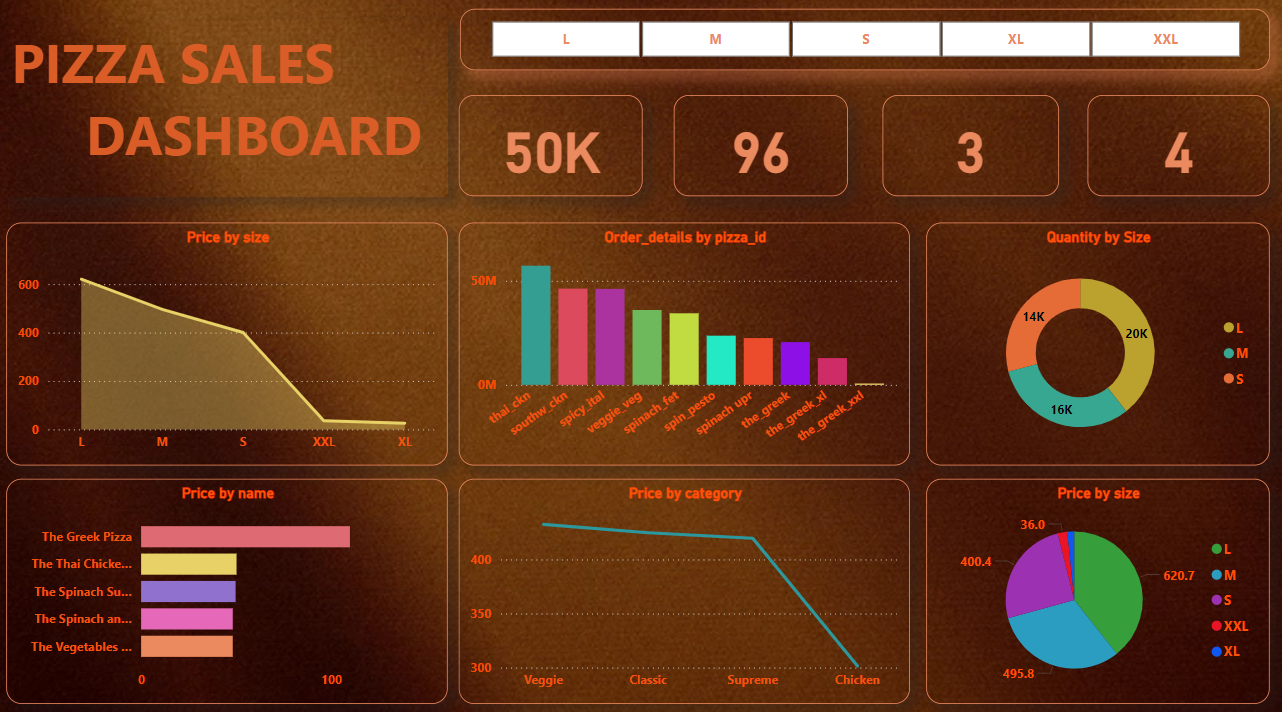 PIZZA SALES
DASHBOARD
L M S XL XXL
50K 96 3 4
Price by size
600
400
200
0
L M S XXL XL
Order_details by pizza_id
50M
0M
thai_ckn southw_ckn spicy_ital veggie_veg spinach_fet spin_pesto spinach upr the_greek the_greek_xl the_greek_xxl
Quantity by Size
14K
20K
16K
L
M
S
Price by name
The Greek Pizza
The Thai Chicke...
The Spinach Su...
The Spinach an...
The Vegetables ...
0 100
Price by category
400
350
300
Veggie Classic Supreme Chicken
Price by size
36.0
400.4
620.7
495.8
L
M
S
XXL
XL